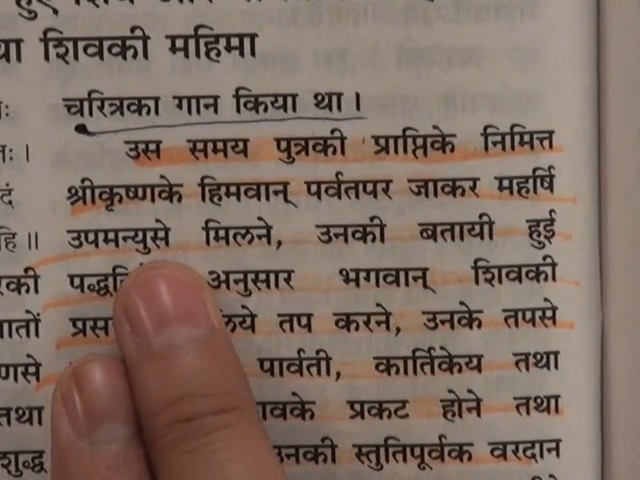 या शिवकी महिमा
चरित्रका गान किया था।
उस समय पुत्रकी प्राप्तिके निमित्त
श्रीकृष्णके हिमवान् पर्वतपर जाकर महर्षि
उपमन्युसे मिलने, उनकी बतायी हुई
अनुसार भगवान् शिवकी
तप करने, उनके तपसे
पार्वती, कार्तिकेय तथा
तथा प्रकट होने तथा
शुद्ध स्तुतिपूर्वक वरदान